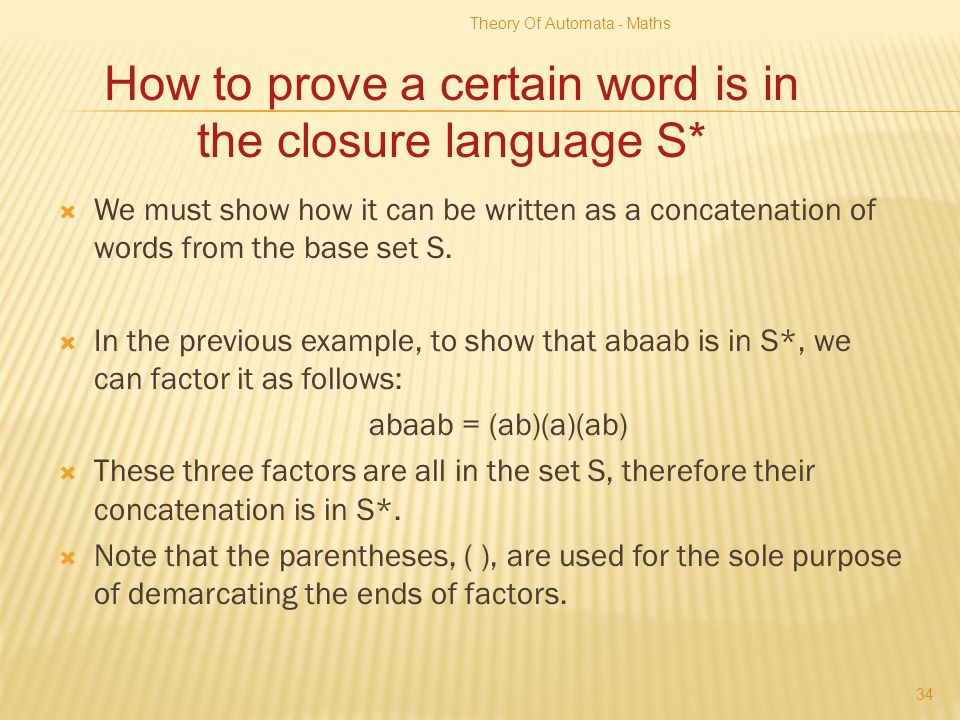 Theory Of Automata - Maths
How to prove a certain word is in
the closure language S*
We must show how it can be written as a concatenation of
words from the base set S.
In the previous example, to show that abaab is in S*, we
can factor it as follows:
abaab = (ab)(a)(ab)
These three factors are all in the set S, therefore their
concatenation is in S*.
Note that the parentheses, ( ), are used for the sole purpose
of demarcating the ends of factors.
34